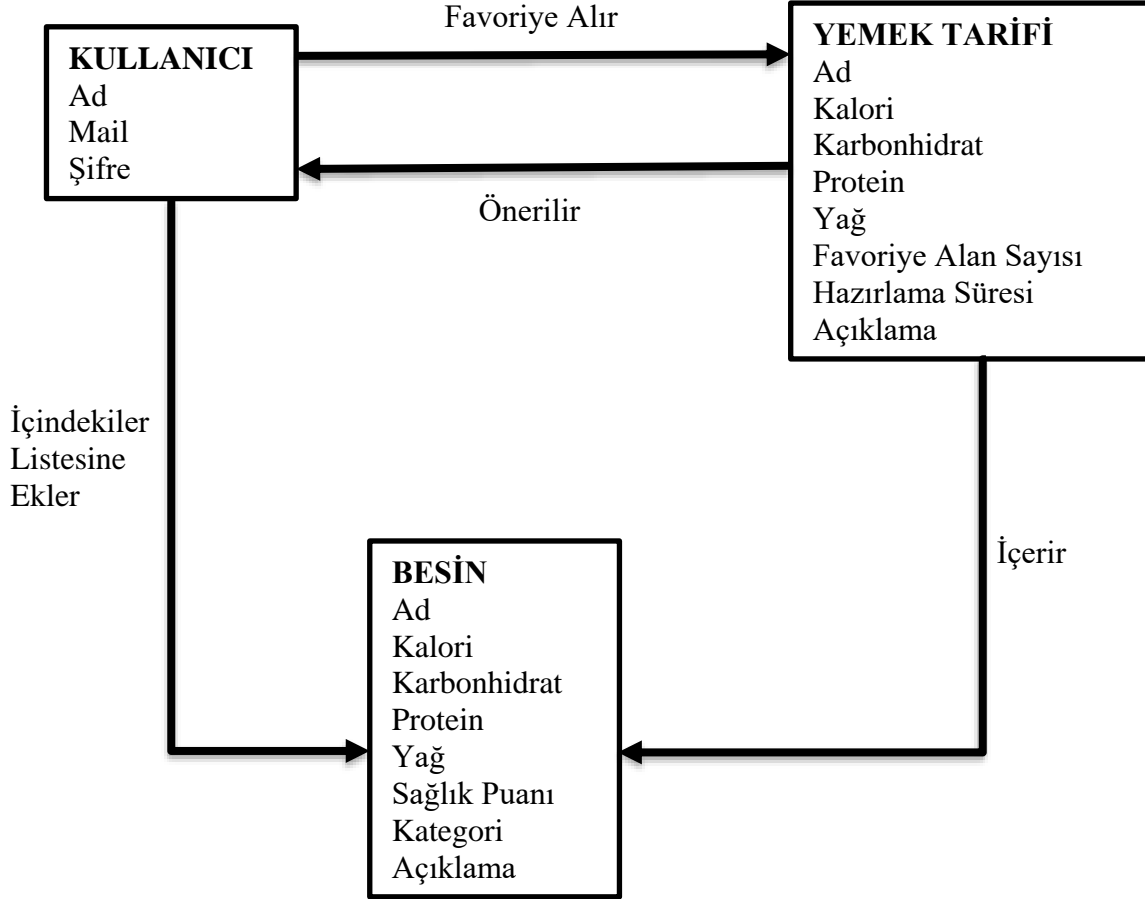 Favoriye Alır
KULLANICI
Ad
Mail
Şifre
YEMEK TARİFİ
Ad
Kalori
Karbonhidrat
Protein
Yağ
Favoriye Alan Sayısı
Hazırlama Süresi
Açıklama
Önerilir
İçindekiler
Listesine
Ekler
İçerir
BESİN
Ad
Kalori
Karbonhidrat
Protein
Yağ
Sağlık Puanı
Kategori
Açıklama